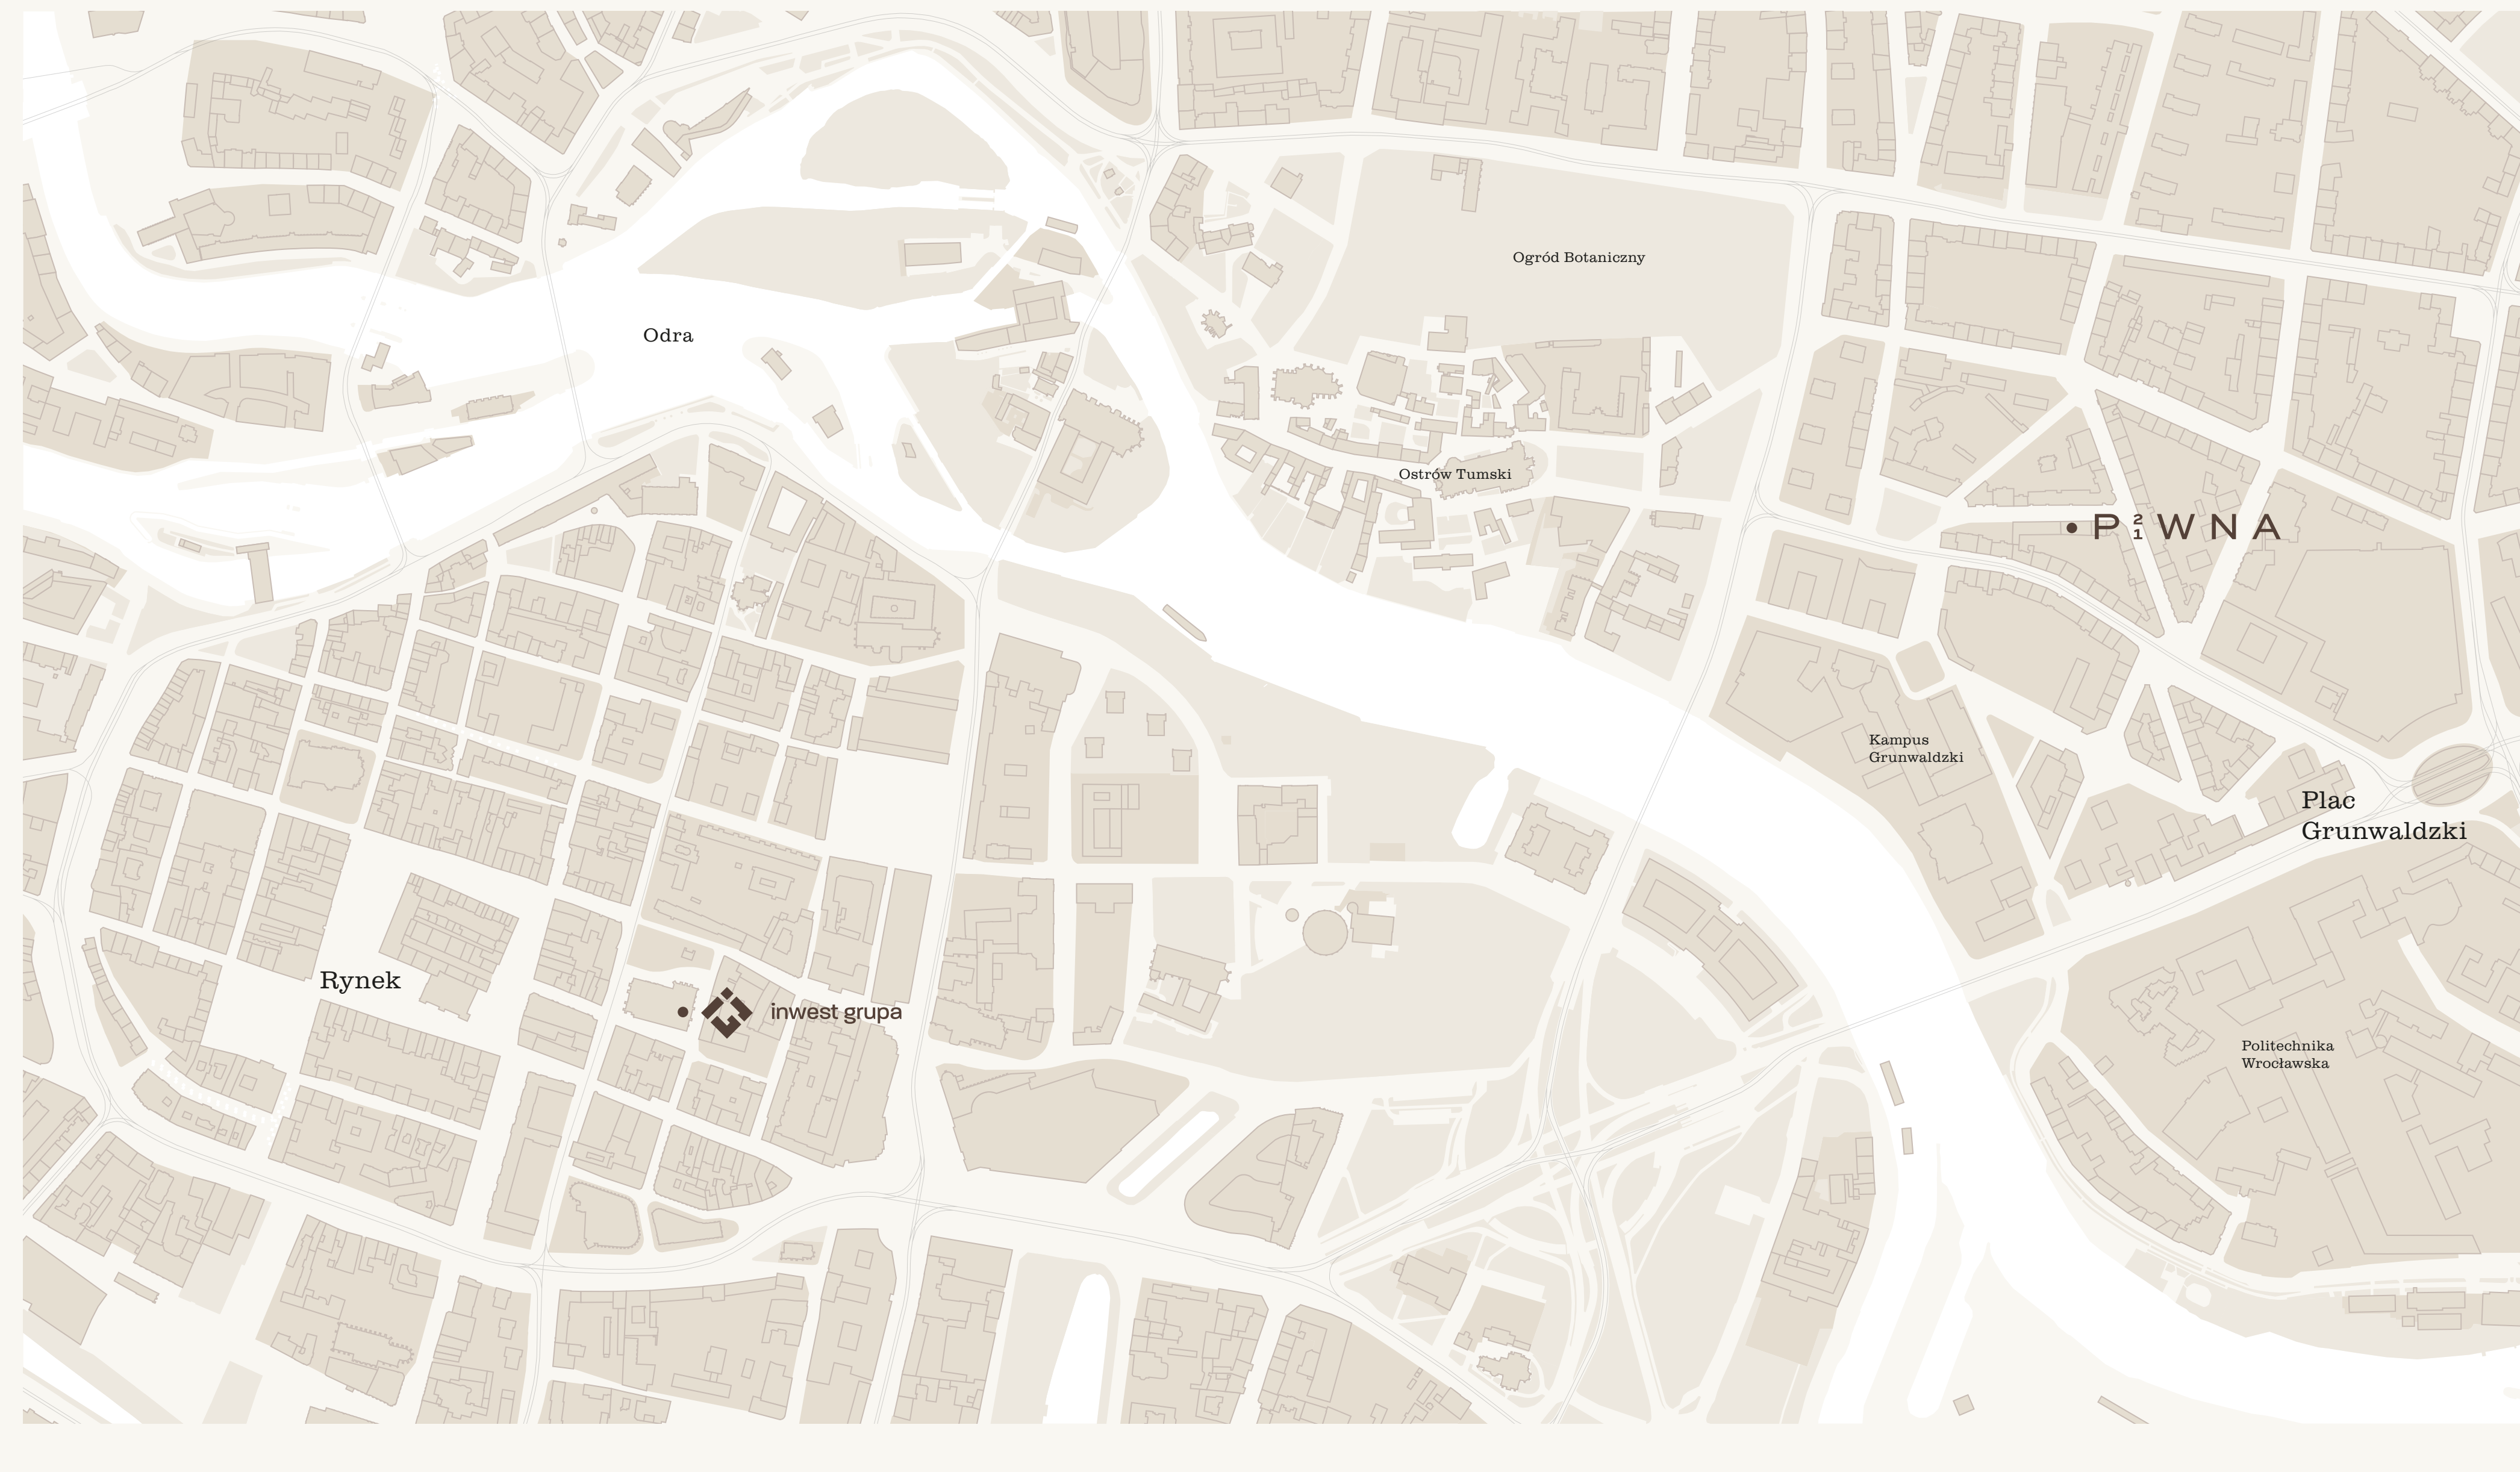 Ogród Botaniczny
Odra
Ostrów Tumski
P21WNA
Kampus
Grunwaldzki
Plac
Grunwaldzki
Rynek
inwest grupa
Politechnika
Wrocławska